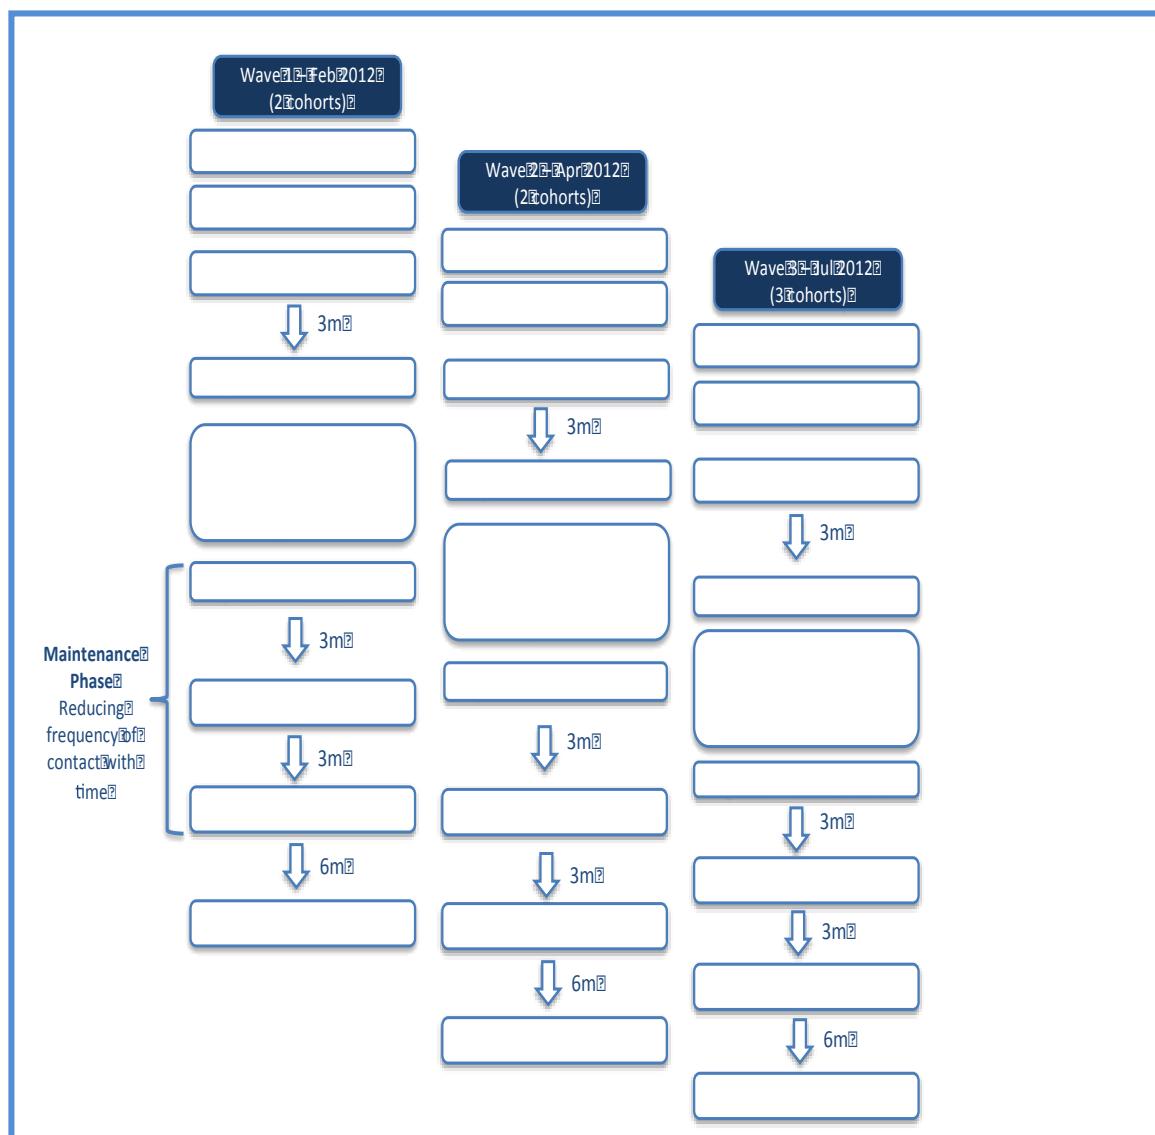 Wave 1 – Feb 2012
(2 cohorts)
3m
Maintenance
Phase
Reducing
frequency of
contact with
time
3m
3m
6m
Wave 2 – Apr 2012
(2 cohorts)
3m
3m
3m
6m
Wave 3 – Jul 2012
(3 cohorts)
3m
3m
3m
6m